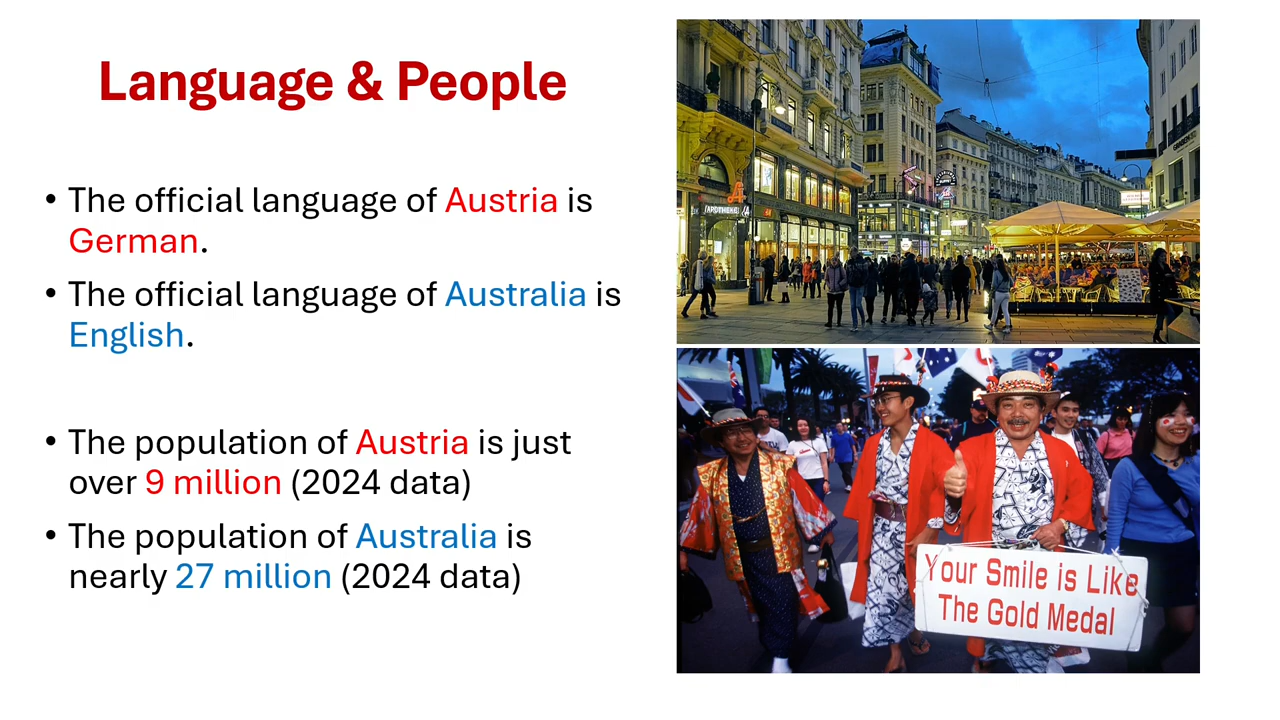 Language & People
• The official language of Austria is
German.
• The official language of Australia is
English.
• The population of Austria is just
over 9 million (2024 data)
• The population of Australia is
nearly 27 million (2024 data)
APOTHEKE
Your Smile is Like
The Gold Medal